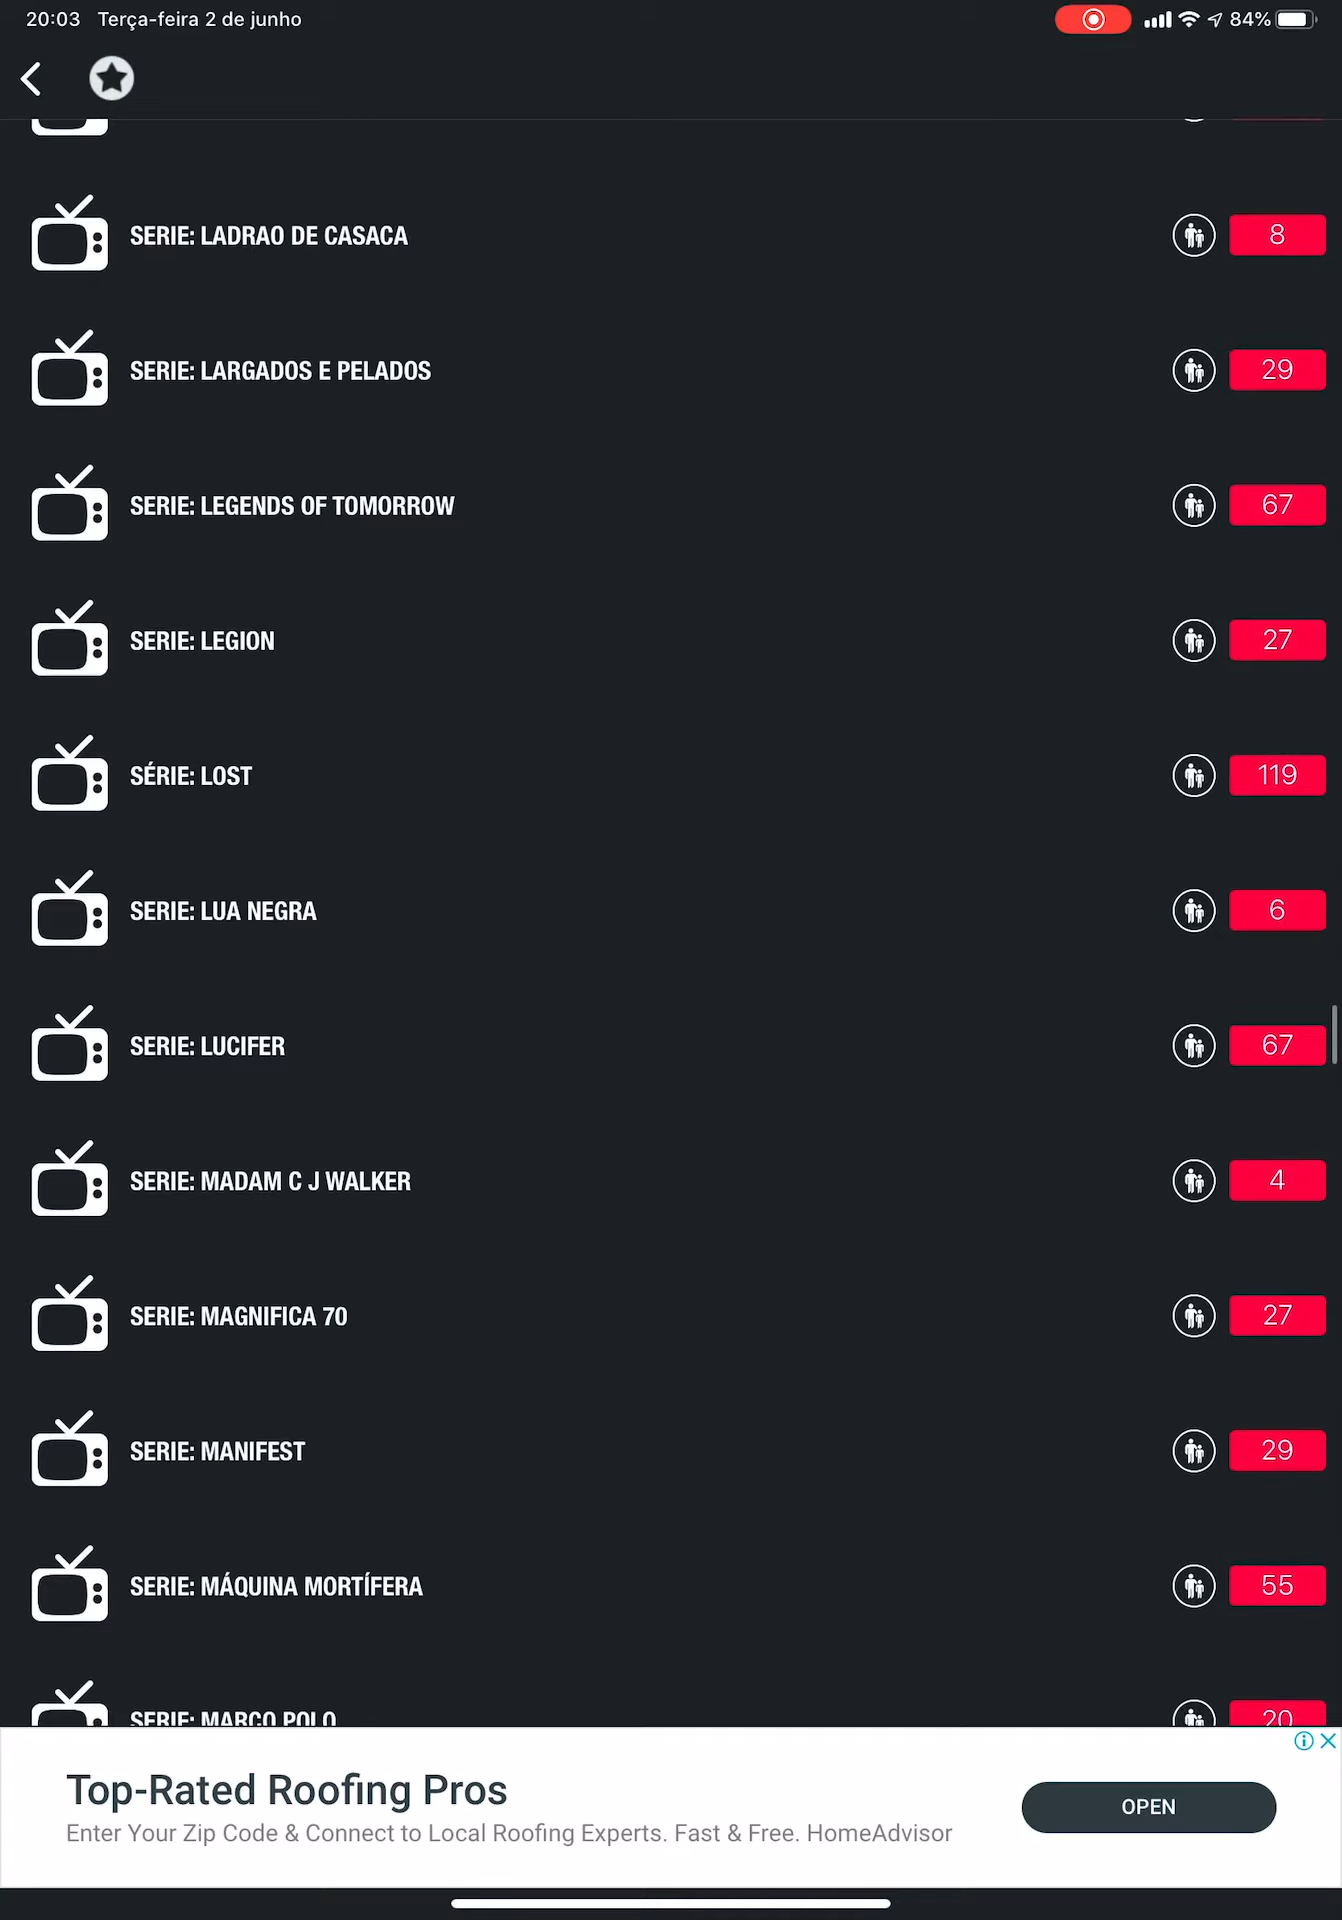 20:03 Terça-feira 2 de junho 84%
SERIE: LADRAO DE CASACA 8
SERIE: LARGADOS E PELADOS 29
SERIE: LEGENDS OF TOMORROW 67
SERIE: LEGION 27
SÉRIE: LOST 119
SERIE: LUA NEGRA 6
SERIE: LUCIFER 67
SERIE: MADAM C J WALKER 4
SERIE: MAGNIFICA 70 27
SERIE: MANIFEST 29
SERIE: MÁQUINA MORTÍFERA 55
SERIE: MARCO POLO 20
Top-Rated Roofing Pros
Enter Your Zip Code & Connect to Local Roofing Experts. Fast & Free. HomeAdvisor
OPEN